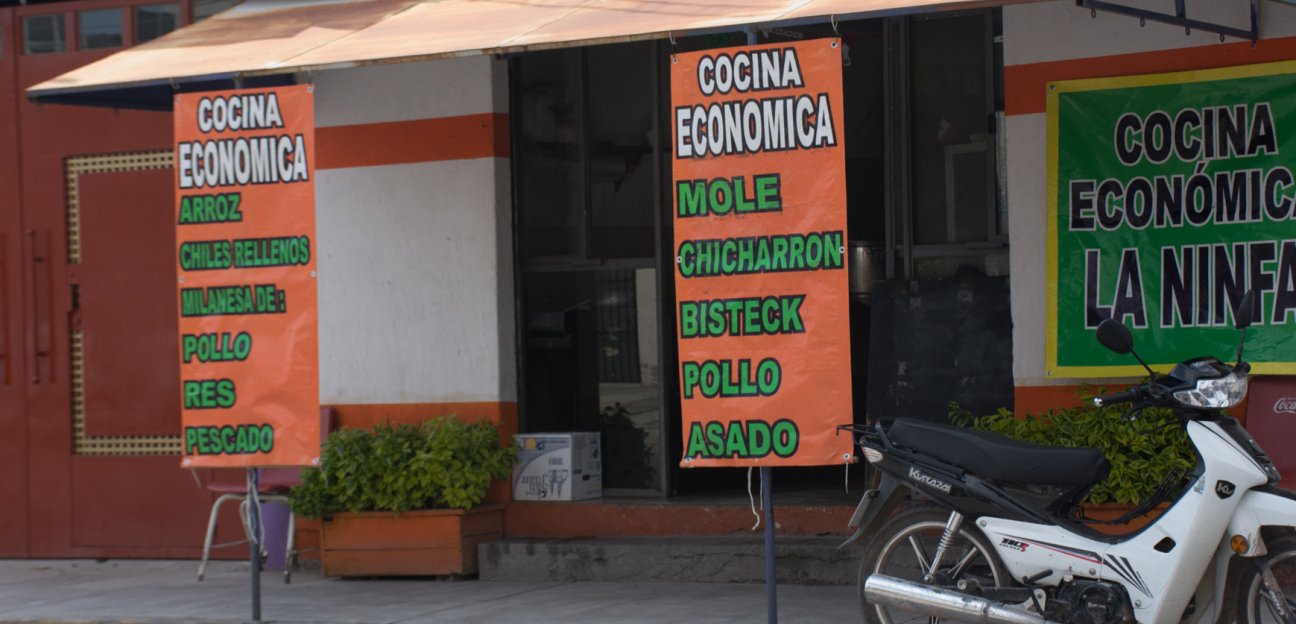 COCINA
ECONOMICA
ARROZ
CHILES RELLENOS
MILANESA DE :
POLLO
RES
PESCADO
COCINA
ECONOMICA
MOLE
CHICHARRON
BISTECK
POLLO
ASADO
COCINA
ECONÓMICA
LA NINFA
Kurazai